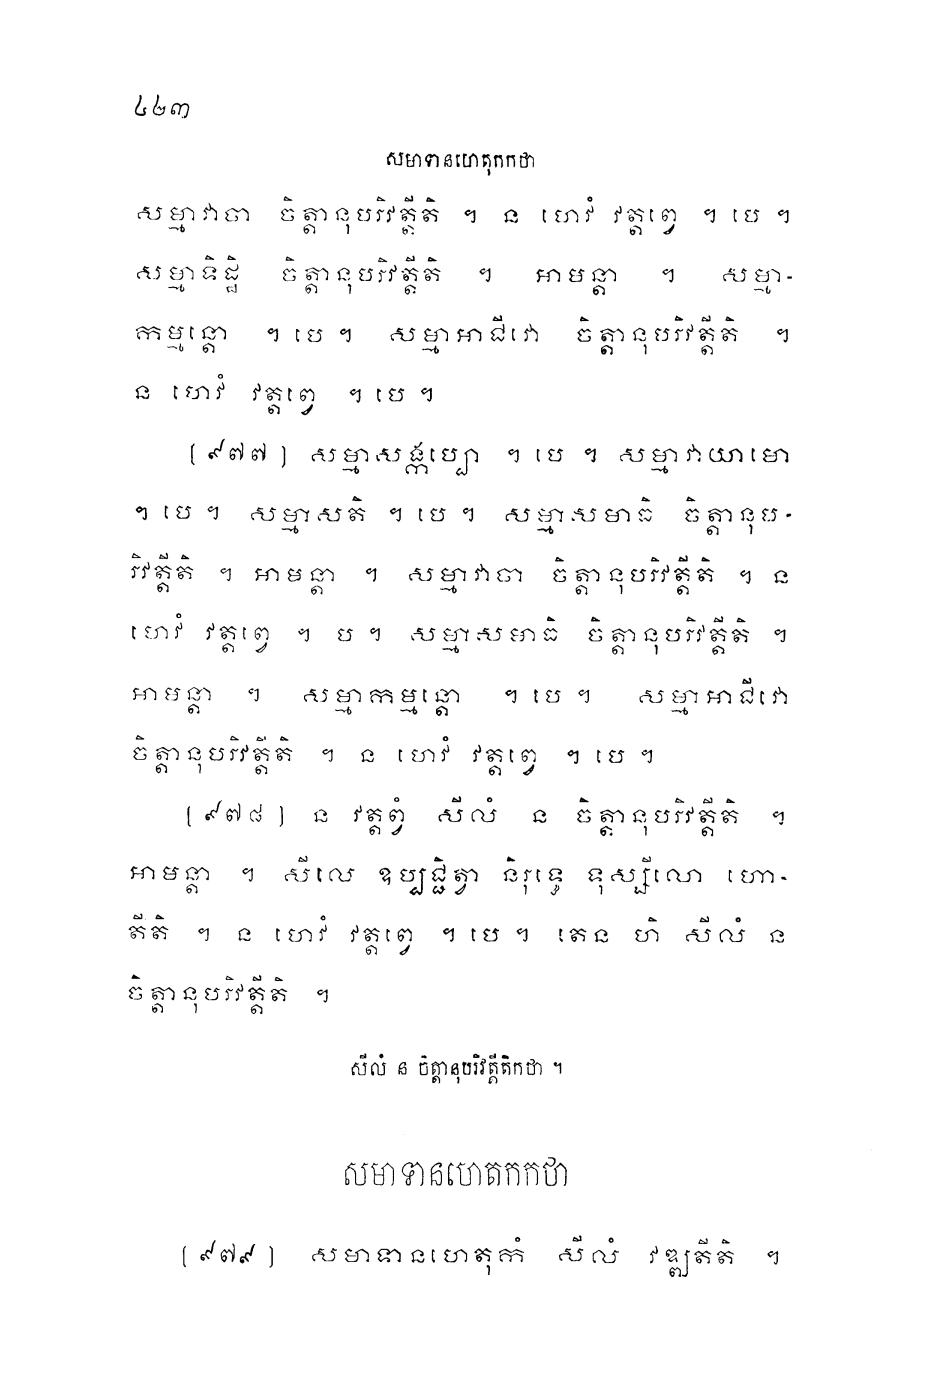 ៤២៣
សមាទានហេតុកកថា
សម្មាវាចា ចិត្តានុបរិវត្តីតិ ។ ន ហេវំ វត្តព្វេ ។ បេ ។
សម្មាទិដ្ឋិ ចិត្តានុបរិវត្តីតិ ។ អាមន្តា ។ សម្មា-
កម្មន្តោ ។ បេ ។ សម្មាអាជីវោ ចិត្តានុបរិវត្តីតិ ។
ន ហេវំ វត្តព្វេ ។ បេ ។
(៩៧៧) សម្មាសង្កប្បោ ។ បេ ។ សម្មាវាយាមោ
។ បេ ។ សម្មាសតិ ។ បេ ។ សម្មាសមាធិ ចិត្តានុប-
រិវត្តីតិ ។ អាមន្តា ។ សម្មាវាចា ចិត្តានុបរិវត្តីតិ ។ ន
ហេវំ វត្តព្វេ ។ ប ។ សម្មាសមាធិ ចិត្តានុបរិវត្តីតិ ។
អាមន្តា ។ សម្មាកម្មន្តោ ។ បេ ។ សម្មាអាជីវោ
ចិត្តានុបរិវត្តីតិ ។ ន ហេវំ វត្តព្វេ ។ បេ ។
(៩៧៨) ន វត្តព្វំ សីលំ ន ចិត្តានុបរិវត្តីតិ ។
អាមន្តា ។ សីលេ ឧប្បជ្ជិត្វា និរុទ្ធេ ទុស្សីលោ ហោ-
តីតិ ។ ន ហេវំ វត្តព្វេ ។ បេ ។ តេន ហិ សីលំ ន
ចិត្តានុបរិវត្តីតិ ។
សីលំ ន ចិត្តានុបរិវត្តីតិកថា ។
សមាទានហេតកកថា
(៩៧៩) សមាទានហេតុកំ សីលំ វឌ្ឍតីតិ ។